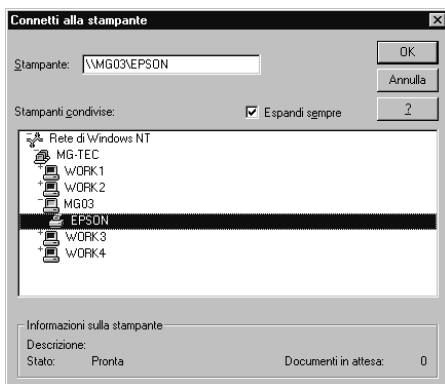 Connetti alla stampante
Stampante: \\MG03\EPSON
OK
Annulla
?
Stampanti condivise:
Espandi sempre
Rete di Windows NT
MG-TEC
WORK1
WORK2
MG03
EPSON
WORK3
WORK4
Informazioni sulla stampante
Descrizione:
Stato: Pronta Documenti in attesa: 0